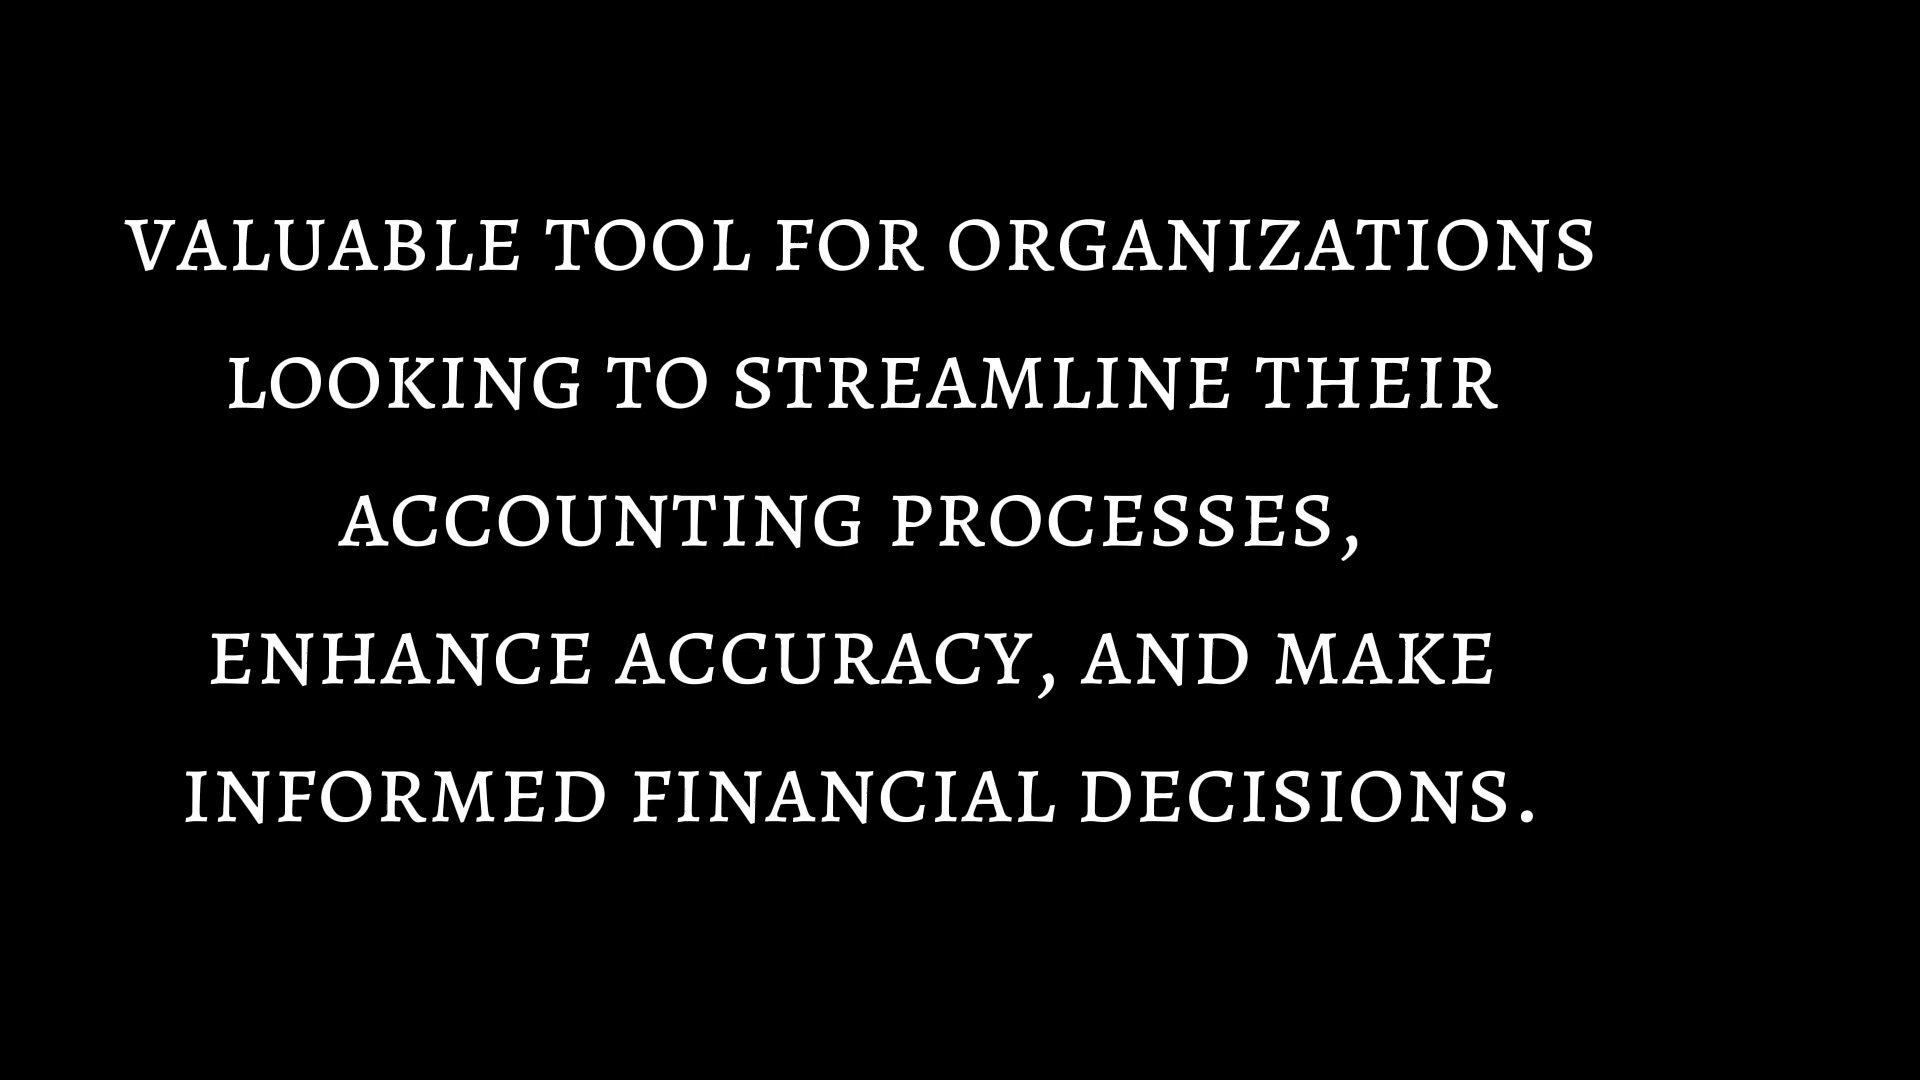 VALUABLE TOOL FOR ORGANIZATIONS
LOOKING TO STREAMLINE THEIR
ACCOUNTING PROCESSES,
ENHANCE ACCURACY, AND MAKE
INFORMED FINANCIAL DECISIONS.